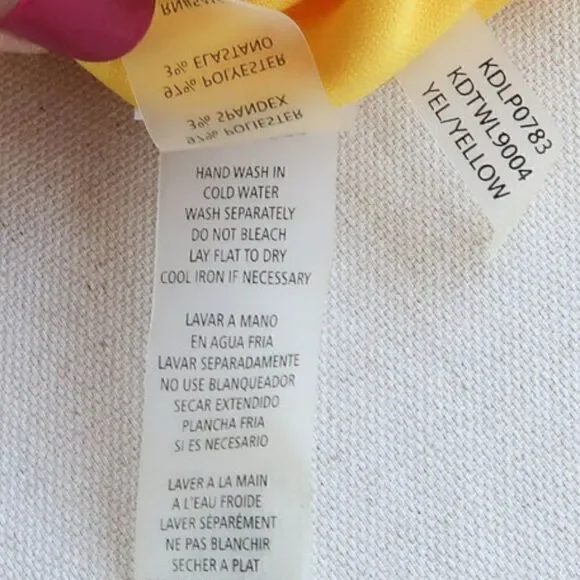 3% ELASTANO
97% POLYESTER
3% SPANDEX
97% POLIESTER
HAND WASH IN
COLD WATER
WASH SEPARATELY
DO NOT BLEACH
LAY FLAT TO DRY
COOL IRON IF NECESSARY
LAVAR A MANO
EN AGUA FRIA
LAVAR SEPARADAMENTE
NO USE BLANQUEADOR
SECAR EXTENDIDO
PLANCHA FRIA
SI ES NECESARIO
LAVER A LA MAIN
A L'EAU FROIDE
LAVER SÉPARÉMENT
NE PAS BLANCHIR
SECHER A PLAT
KDLP0783
KDTWL9004
YEL/YELLOW